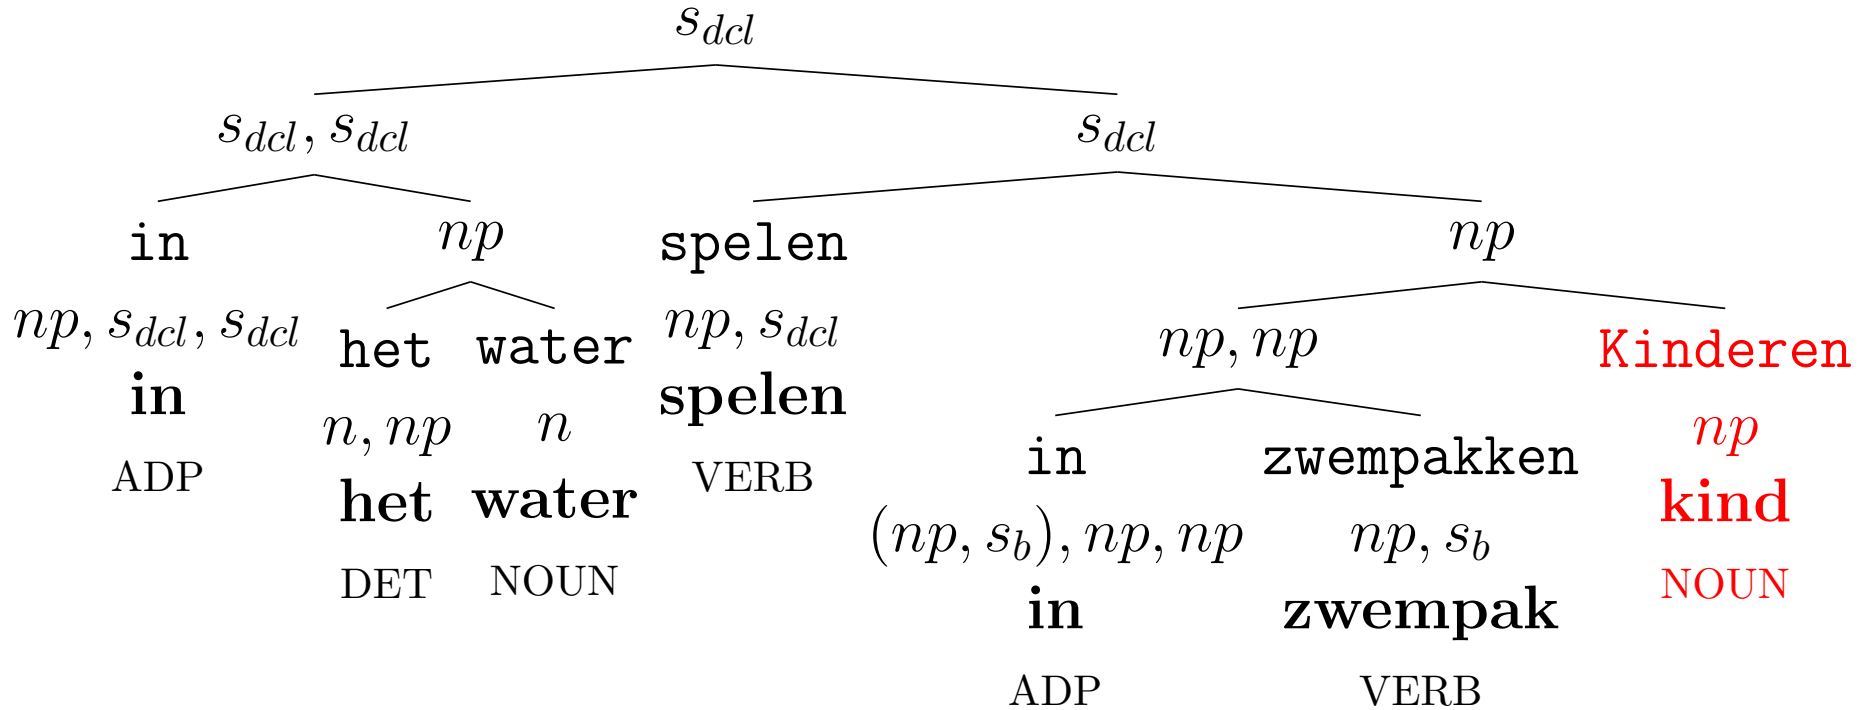 s_dcl
s_dcl, s_dcl s_dcl
in np spelen np
np, s_dcl, s_dcl het water np, s_dcl np, np Kinderen
in n, np n spelen in zwempakken np
ADP het water VERB (np, s_b), np, np np, s_b kind
DET NOUN in zwempak NOUN
ADP VERB